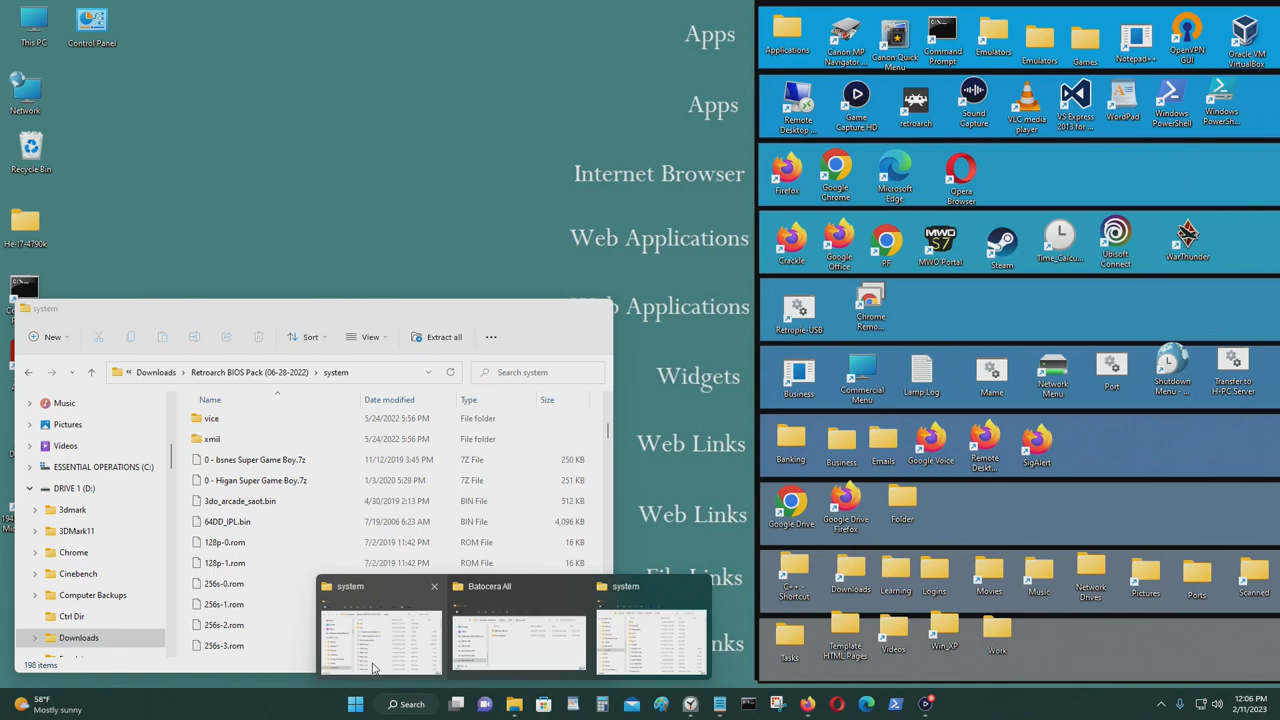 This PC
Control Panel
Network
Recycle Bin
He-I7-4790k
Apps
Apps
Internet Browser
Web Applications
Web Applications
Widgets
Web Links
Web Links
Applications
Canon MP Navigator ...
Canon Quick Menu
Command Prompt
Emulators
Emulators
Games
Notepad++
OpenVPN GUI
Oracle VM VirtualBox
Remote Desktop ...
Game Capture HD
retroarch
Sound Capture
VLC media player
VS Express 2013 for ...
WordPad
Windows PowerShell
Windows PowerSh...
Firefox
Google Chrome
Microsoft Edge
Opera Browser
Crackle
Google Office
PF
MWO Portal
Steam
Time_Calcu...
Ubisoft Connect
WarThunder
Retropie-USB
Chrome Remo...
Business
Commercial Menu
Lamp Log
Mame
Network Menu
Port
Shutdown Menu - ...
Transfer to H-PC Server
Banking
Business
Emails
Google Voice
Remote Deskt...
SigAlert
Google Drive
Google Drive Firefox
Folder
C++ - Shortcut
Downloads
Learning
Logins
Movies
Music
Network Drives
Pictures
Ports
Scanned
Template HTML Pages
Videos
Win_XP
system
New
Sort
View
Extract all
Downloads > Retroarch BIOS Pack (06-28-2022) > system
Search system
Name Date modified Type Size
Music
Pictures
Videos
ESSENTIAL OPERATIONS (C:)
DRIVE 1 (D:)
3dmark
3DMark11
Chrome
Cinebench
Computer Backups
Ctrl Dir
vice 5/24/2022 5:56 PM File folder
xmil 5/24/2022 5:56 PM File folder
0 - bsnes Super Game Boy.7z 11/12/2019 3:45 PM 7Z File 250 KB
0 - Higan Super Game Boy.7z 1/3/2020 5:29 PM 7Z File 251 KB
3do_arcade_saot.bin 4/30/2019 2:13 PM BIN File 512 KB
64DD_IPL.bin 7/19/2006 6:23 AM BIN File 4,096 KB
128p-0.rom 7/2/2019 11:42 PM ROM File 16 KB
128p-1.rom 7/2/2019 11:42 PM ROM File 16 KB
256s-0.rom
256s-1.rom
256s-2.rom
256s-3.rom
198 items
system
Batocera All
system
58°F
Mostly sunny
Search
12:06 PM
2/11/2023